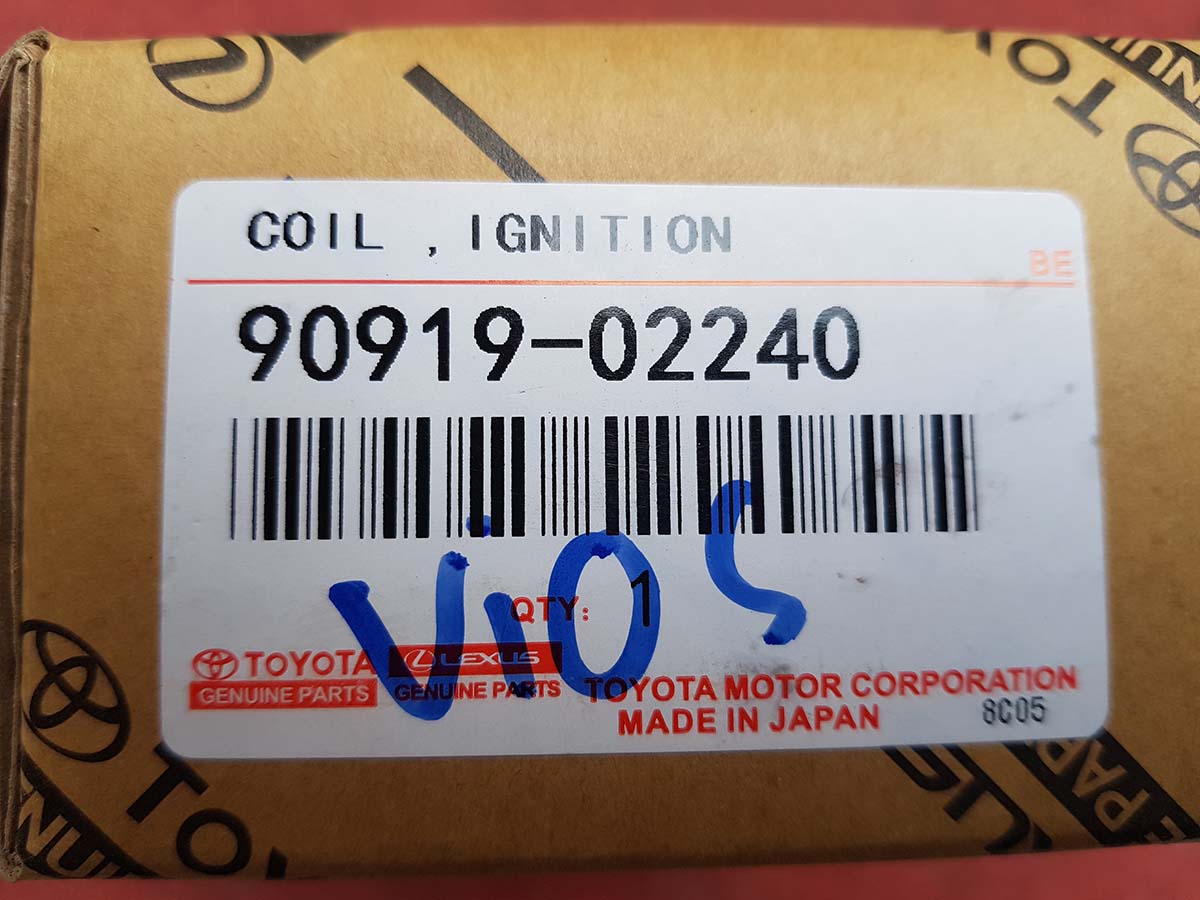 COIL ,IGNITION
BE
90919-02240
Vios
QTY: 1
TOYOTA
GENUINE PARTS
LEXUS
GENUINE PARTS
TOYOTA MOTOR CORPORATION
MADE IN JAPAN
8C05